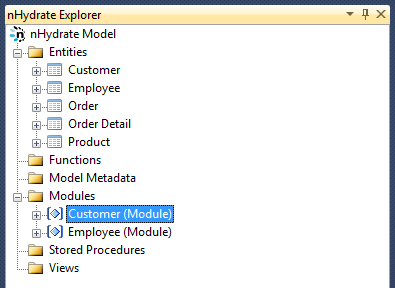 nHydrate Explorer
nHydrate Model
Entities
Customer
Employee
Order
Order Detail
Product
Functions
Model Metadata
Modules
Customer (Module)
Employee (Module)
Stored Procedures
Views